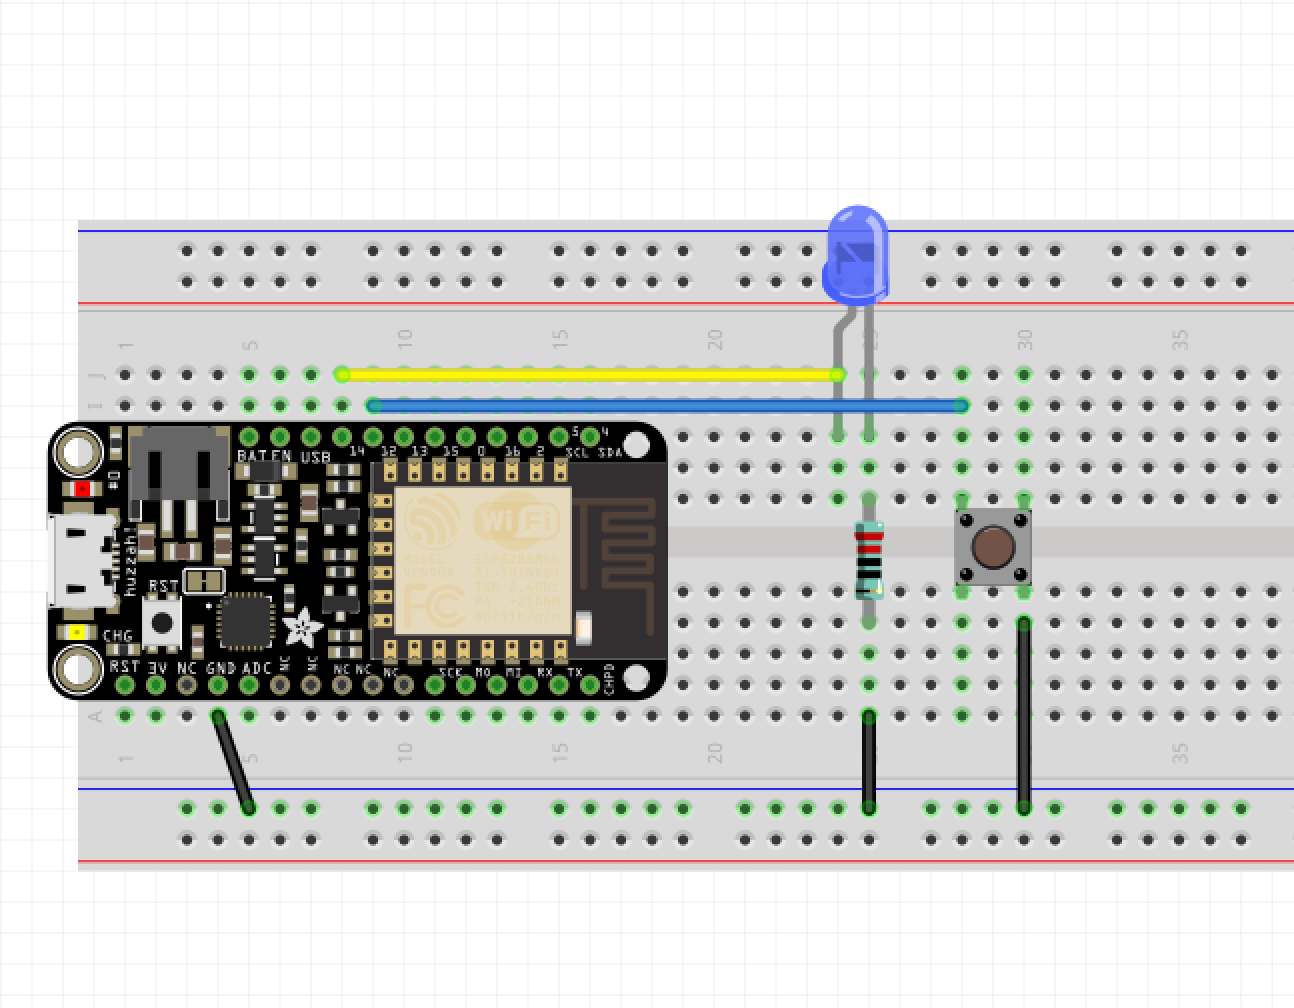 1 5 10 15 20 25 30 35
J
I
14 12 13 15 0 16 2 5 4
BAT EN USB SCL SDA
#0
WiFi
huzzah!
RST
FC
CHG
RST 3V NC GND ADC NC NC NC NC NC SCK MO MI RX TX CHPD
A
1 5 10 15 20 35